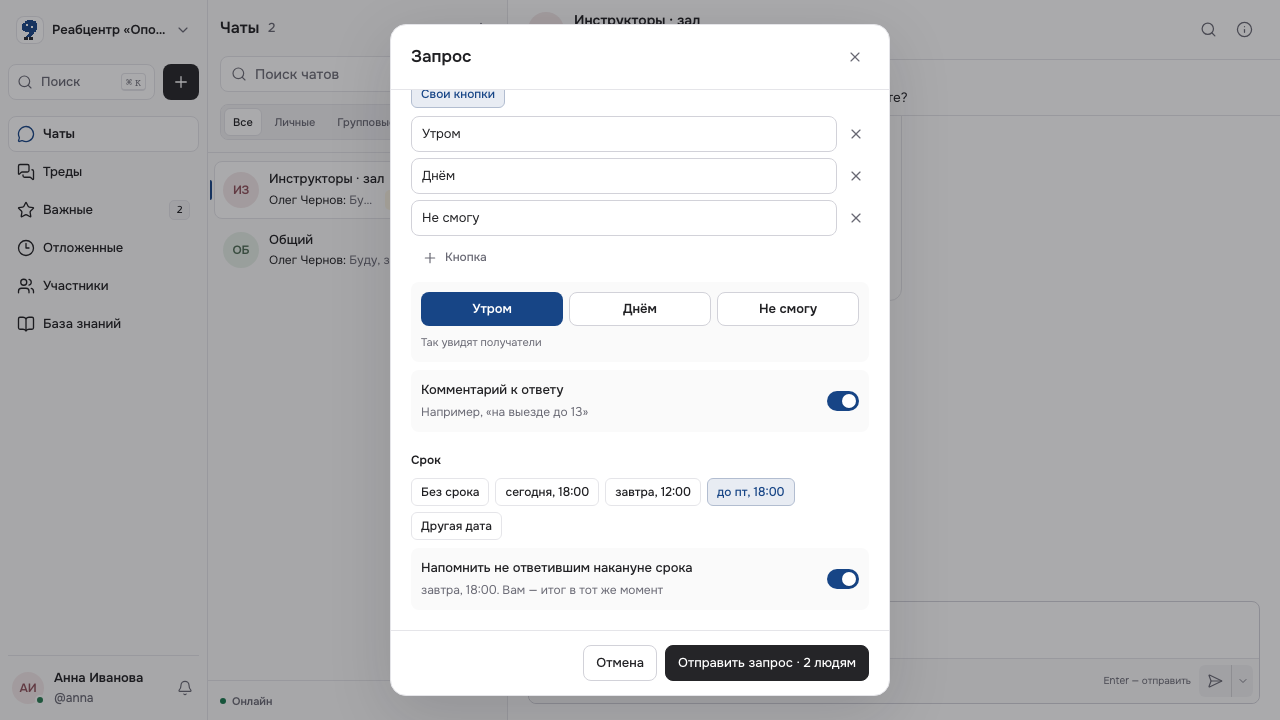 Реабцентр «Опо...
Поиск
⌘ K
Чаты
Треды
Важные
2
Отложенные
Участники
База знаний
АИ
Анна Иванова
@anna
Чаты 2
Поиск чатов
Все
Личные
Групповы
ИЗ
Инструкторы · зал
Олег Чернов: Бу...
ОБ
Общий
Олег Чернов: Буду, з
Онлайн
Инструкторы · зал
те?
Enter — отправить
Запрос
Свои кнопки
Утром
Днём
Не смогу
Кнопка
Утром
Днём
Не смогу
Так увидят получатели
Комментарий к ответу
Например, «на выезде до 13»
Срок
Без срока
сегодня, 18:00
завтра, 12:00
до пт, 18:00
Другая дата
Напомнить не ответившим накануне срока
завтра, 18:00. Вам — итог в тот же момент
Отмена
Отправить запрос · 2 людям